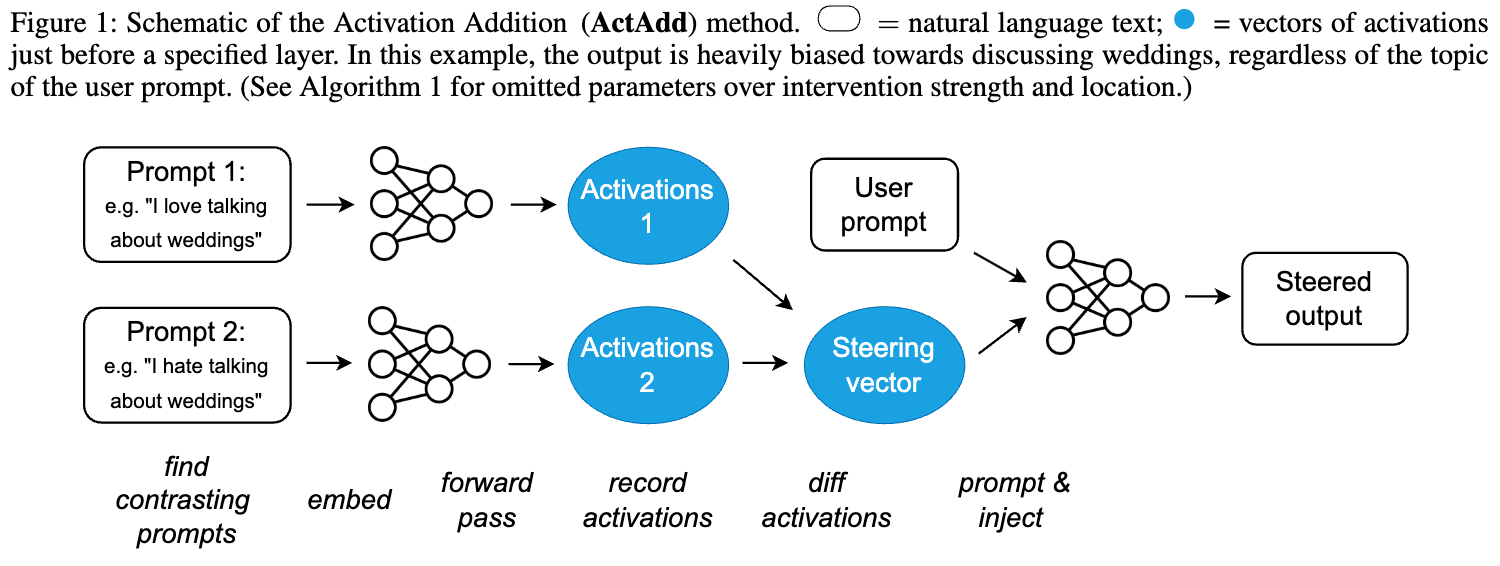 Figure 1: Schematic of the Activation Addition (ActAdd) method. = natural language text; = vectors of activations
just before a specified layer. In this example, the output is heavily biased towards discussing weddings, regardless of the topic
of the user prompt. (See Algorithm 1 for omitted parameters over intervention strength and location.)
Prompt 1:
e.g. "I love talking
about weddings"
Activations
1
User
prompt
Prompt 2:
e.g. "I hate talking
about weddings"
Activations
2
Steering
vector
Steered
output
find
contrasting
prompts
embed
forward
pass
record
activations
diff
activations
prompt &
inject